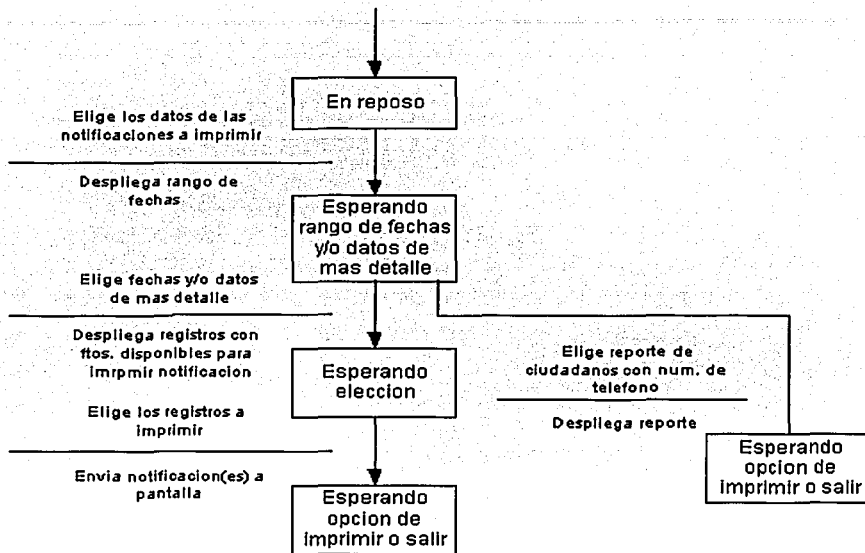 En reposo
Elige los datos de las
notificaciones a imprimir
Despliega rango de
fechas
Esperando
rango de fechas
y/o datos de
mas detalle
Elige fechas y/o datos
de mas detalle
Despliega registros con
ftos. disponibles para
imrpmir notificacion
Esperando
eleccion
Elige los registros a
imprimir
Envia notificacion(es) a
pantalla
Esperando
opcion de
imprimir o salir
Elige reporte de
ciudadanos con num. de
telefono
Despliega reporte
Esperando
opcion de
imprimir o salir